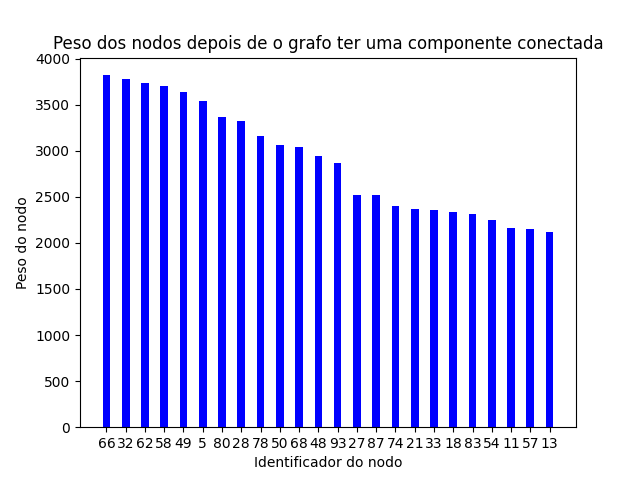 Peso dos nodos depois de o grafo ter uma componente conectada
4000
3500
3000
2500
2000
1500
1000
500
0
Peso do nodo
66 32 62 58 49 5 80 28 78 50 68 48 93 27 87 74 21 33 18 83 54 11 57 13
Identificador do nodo